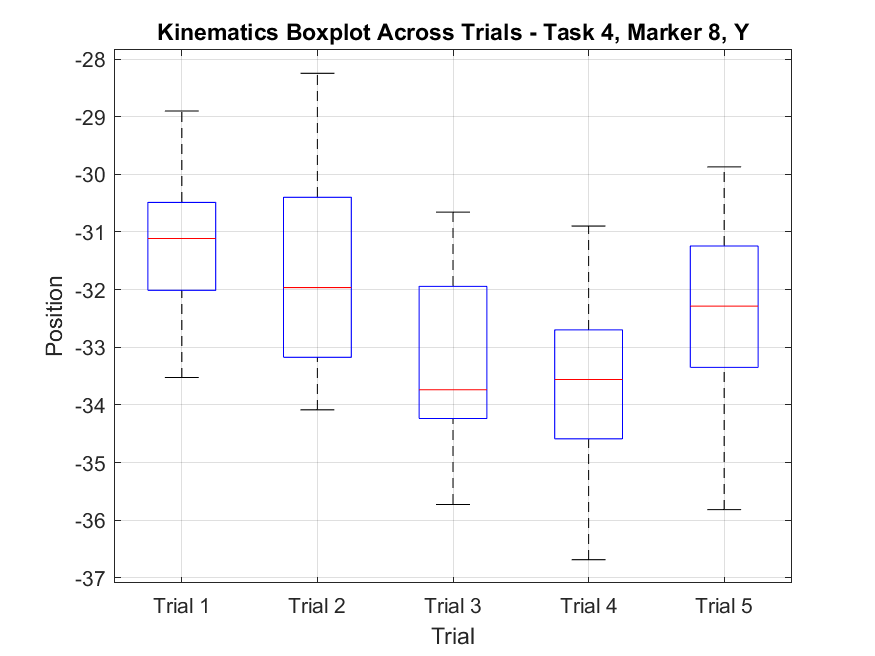 Kinematics Boxplot Across Trials - Task 4, Marker 8, Y
-28
-29
-30
-31
-32
-33
-34
-35
-36
-37
Position
Trial 1 Trial 2 Trial 3 Trial 4 Trial 5
Trial